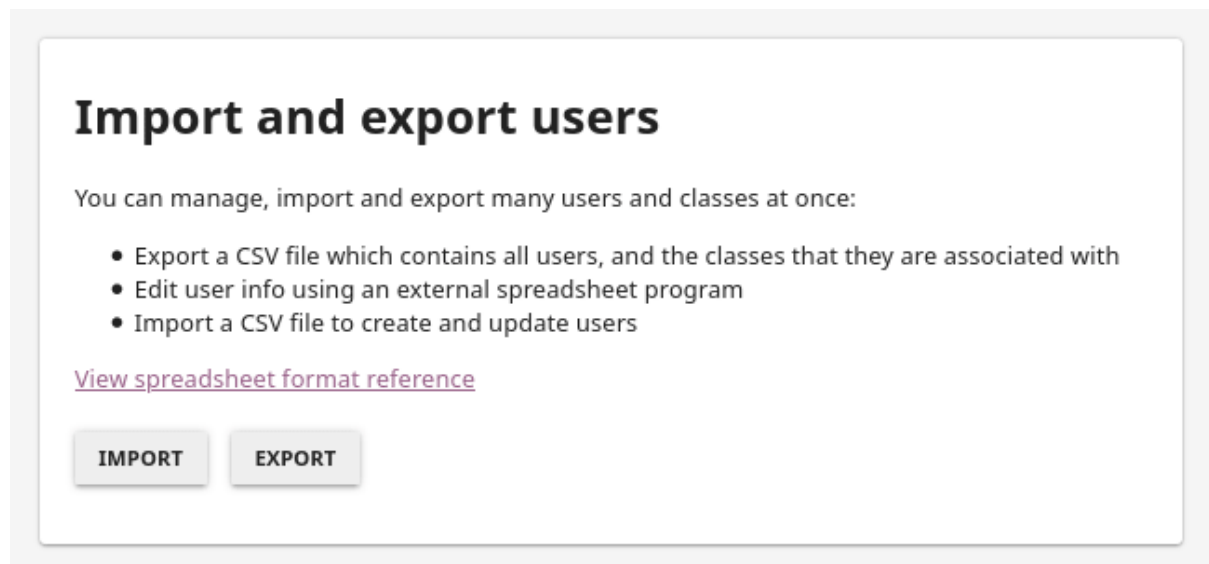 Import and export users
You can manage, import and export many users and classes at once:
• Export a CSV file which contains all users, and the classes that they are associated with
• Edit user info using an external spreadsheet program
• Import a CSV file to create and update users
View spreadsheet format reference
IMPORT EXPORT